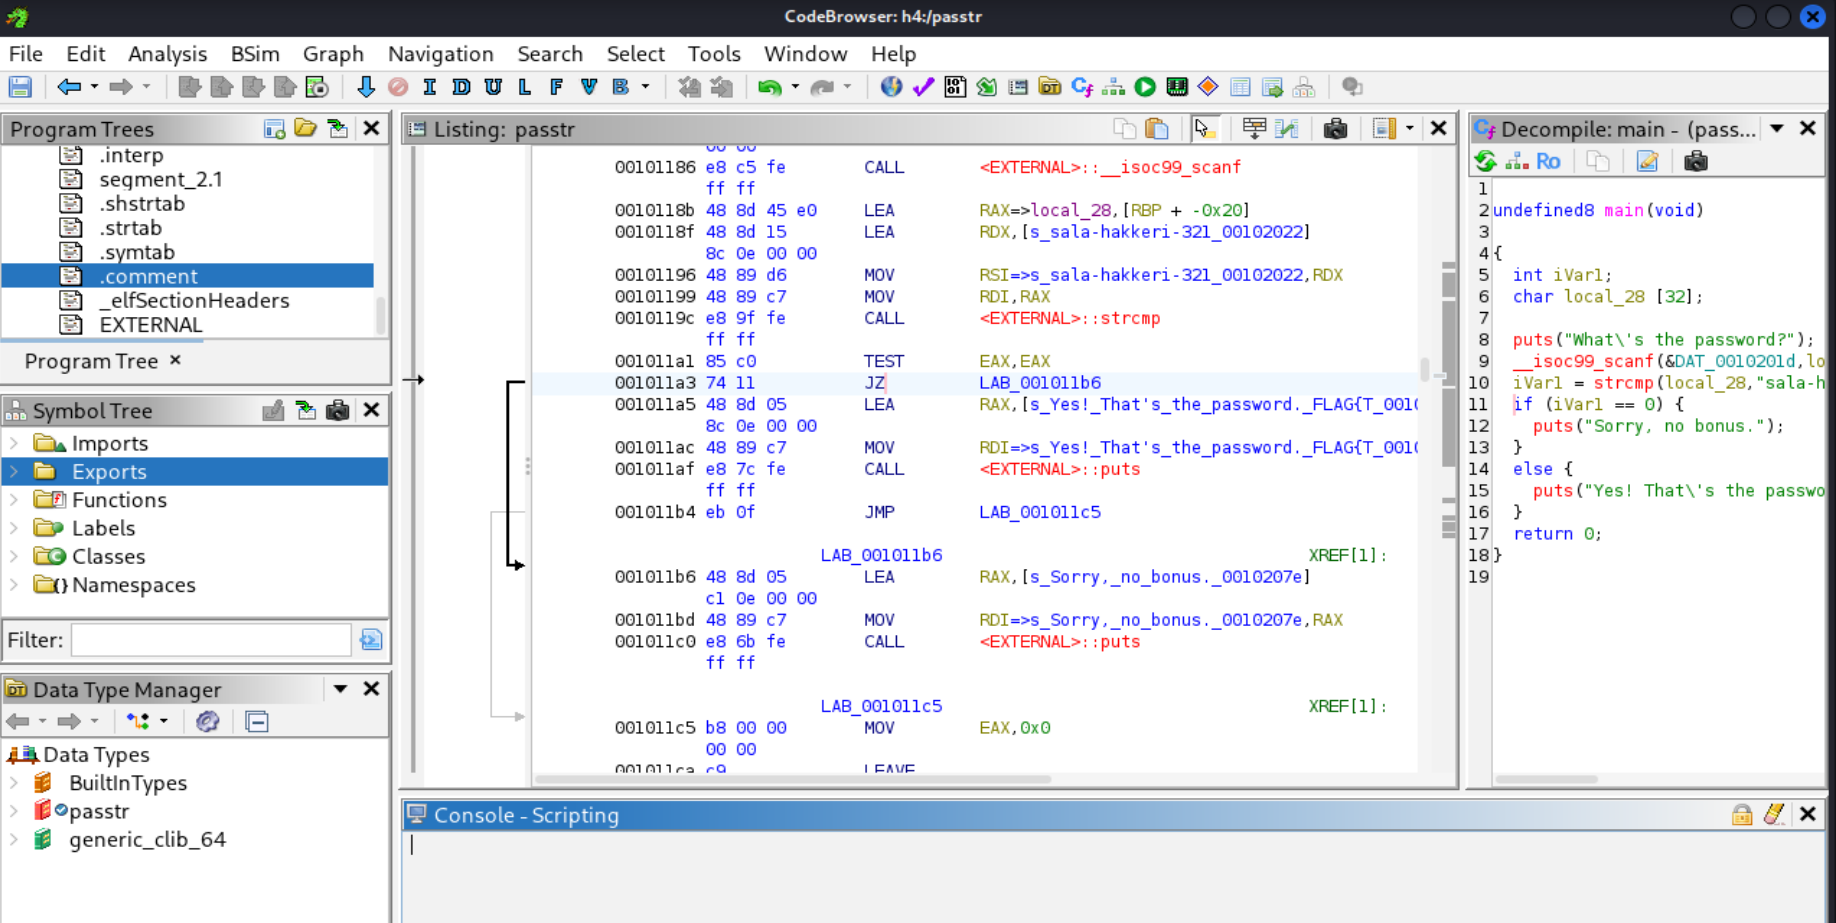 CodeBrowser: h4:/passtr
File Edit Analysis BSim Graph Navigation Search Select Tools Window Help
I D U L F V B
Program Trees
.interp
segment_2.1
.shstrtab
.strtab
.symtab
.comment
_elfSectionHeaders
EXTERNAL
Program Tree ×
Symbol Tree
Imports
Exports
Functions
Labels
Classes
Namespaces
Filter:
Data Type Manager
Data Types
BuiltInTypes
passtr
generic_clib_64
Listing: passtr
00 00
00101186 e8 c5 fe CALL <EXTERNAL>::__isoc99_scanf
ff ff
0010118b 48 8d 45 e0 LEA RAX=>local_28,[RBP + -0x20]
0010118f 48 8d 15 LEA RDX,[s_sala-hakkeri-321_00102022]
8c 0e 00 00
00101196 48 89 d6 MOV RSI=>s_sala-hakkeri-321_00102022,RDX
00101199 48 89 c7 MOV RDI,RAX
0010119c e8 9f fe CALL <EXTERNAL>::strcmp
ff ff
001011a1 85 c0 TEST EAX,EAX
001011a3 74 11 JZ LAB_001011b6
001011a5 48 8d 05 LEA RAX,[s_Yes!_That's_the_password._FLAG{T_0010
8c 0e 00 00
001011ac 48 89 c7 MOV RDI=>s_Yes!_That's_the_password._FLAG{T_0010
001011af e8 7c fe CALL <EXTERNAL>::puts
ff ff
001011b4 eb 0f JMP LAB_001011c5
LAB_001011b6 XREF[1]:
001011b6 48 8d 05 LEA RAX,[s_Sorry,_no_bonus._0010207e]
c1 0e 00 00
001011bd 48 89 c7 MOV RDI=>s_Sorry,_no_bonus._0010207e,RAX
001011c0 e8 6b fe CALL <EXTERNAL>::puts
ff ff
LAB_001011c5 XREF[1]:
001011c5 b8 00 00 MOV EAX,0x0
00 00
001011ca c9 LEAVE
Decompile: main - (pass...
Ro
1
2 undefined8 main(void)
3
4 {
5 int iVar1;
6 char local_28 [32];
7
8 puts("What\'s the password?");
9 __isoc99_scanf(&DAT_0010201d,lo
10 iVar1 = strcmp(local_28,"sala-h
11 if (iVar1 == 0) {
12 puts("Sorry, no bonus.");
13 }
14 else {
15 puts("Yes! That\'s the passwo
16 }
17 return 0;
18 }
19
Console - Scripting